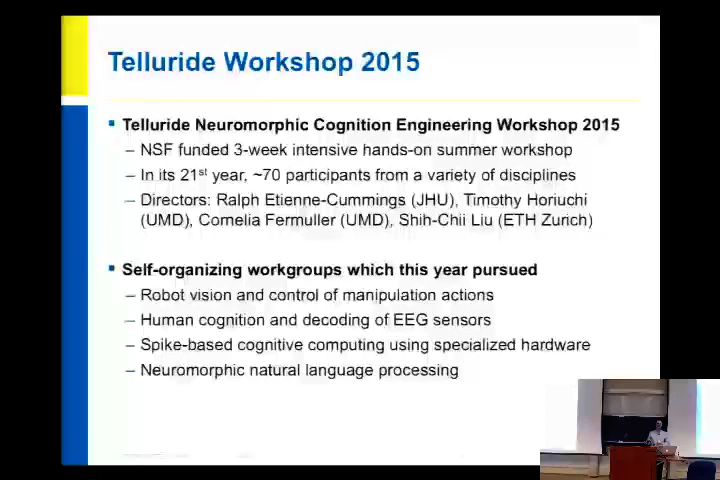 Telluride Workshop 2015
▪ Telluride Neuromorphic Cognition Engineering Workshop 2015
– NSF funded 3-week intensive hands-on summer workshop
– In its 21st year, ~70 participants from a variety of disciplines
– Directors: Ralph Etienne-Cummings (JHU), Timothy Horiuchi
(UMD), Cornelia Fermuller (UMD), Shih-Chii Liu (ETH Zurich)
▪ Self-organizing workgroups which this year pursued
– Robot vision and control of manipulation actions
– Human cognition and decoding of EEG sensors
– Spike-based cognitive computing using specialized hardware
– Neuromorphic natural language processing